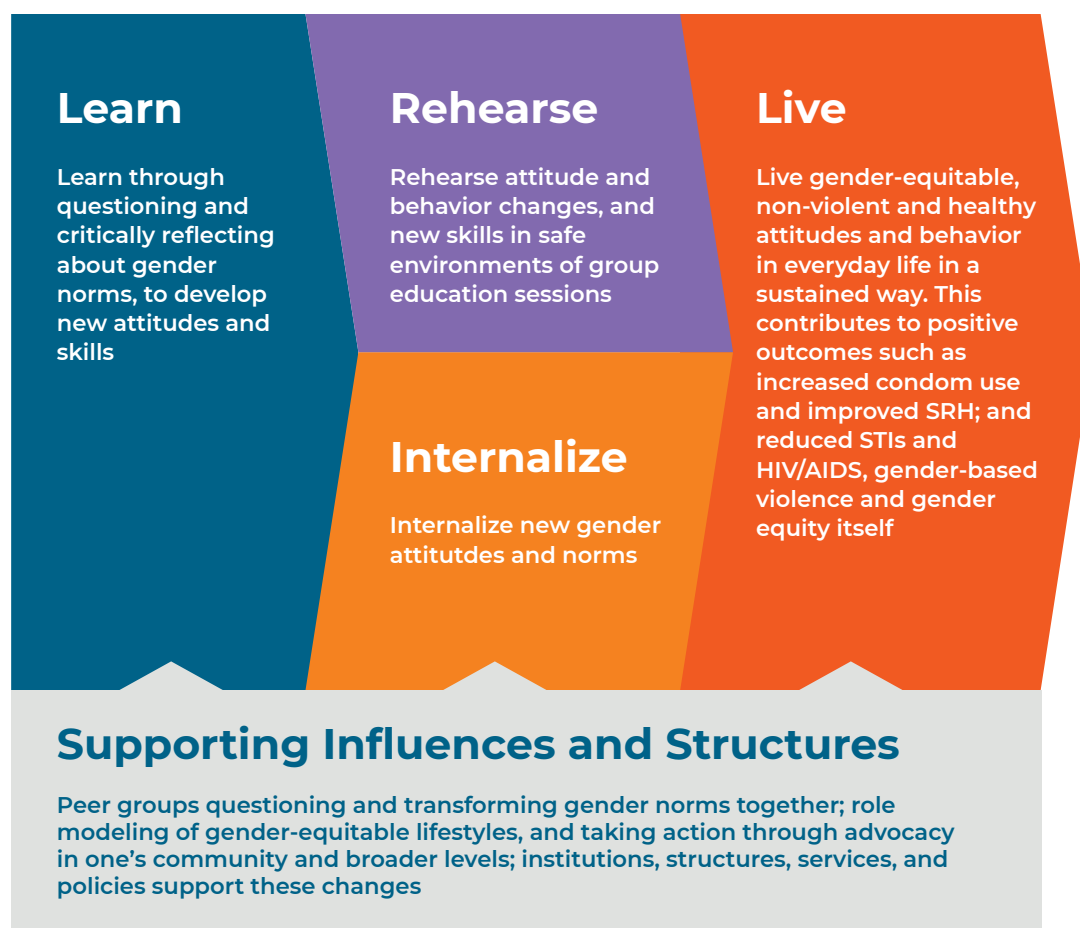 Learn
Learn through
questioning and
critically reflecting
about gender
norms, to develop
new attitudes and
skills
Rehearse
Rehearse attitude and
behavior changes, and
new skills in safe
environments of group
education sessions
Internalize
Internalize new gender
attitutdes and norms
Live
Live gender-equitable,
non-violent and healthy
attitudes and behavior
in everyday life in a
sustained way. This
contributes to positive
outcomes such as
increased condom use
and improved SRH; and
reduced STIs and
HIV/AIDS, gender-based
violence and gender
equity itself
Supporting Influences and Structures
Peer groups questioning and transforming gender norms together; role
modeling of gender-equitable lifestyles, and taking action through advocacy
in one’s community and broader levels; institutions, structures, services, and
policies support these changes